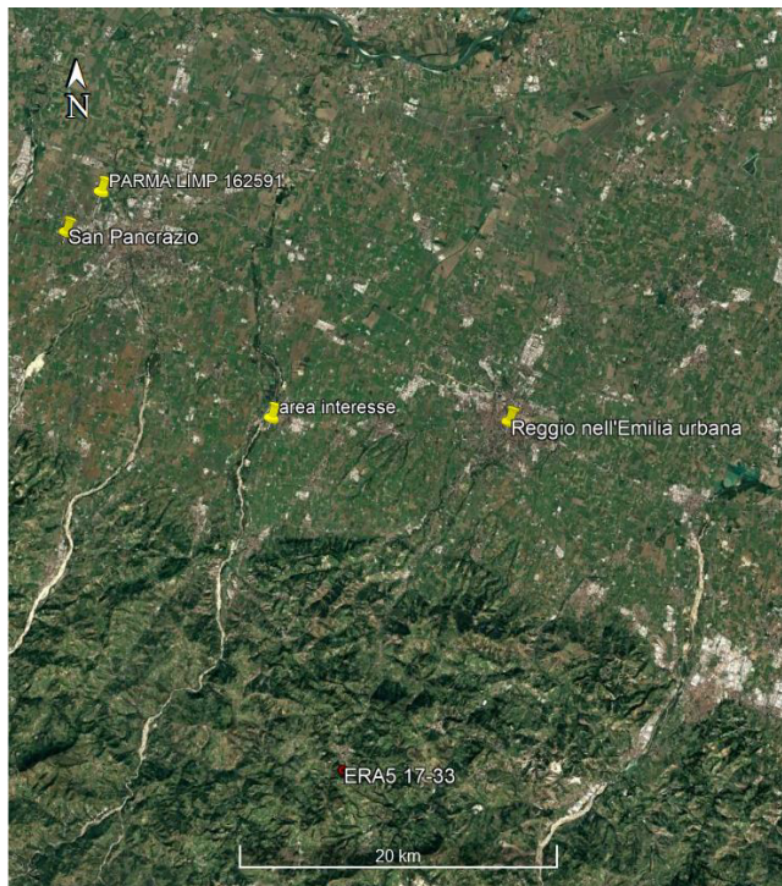 N
PARMA LIMP 162591
San Pancrazio
area interesse
Reggio nell'Emilia urbana
ERA5 17-33
20 km